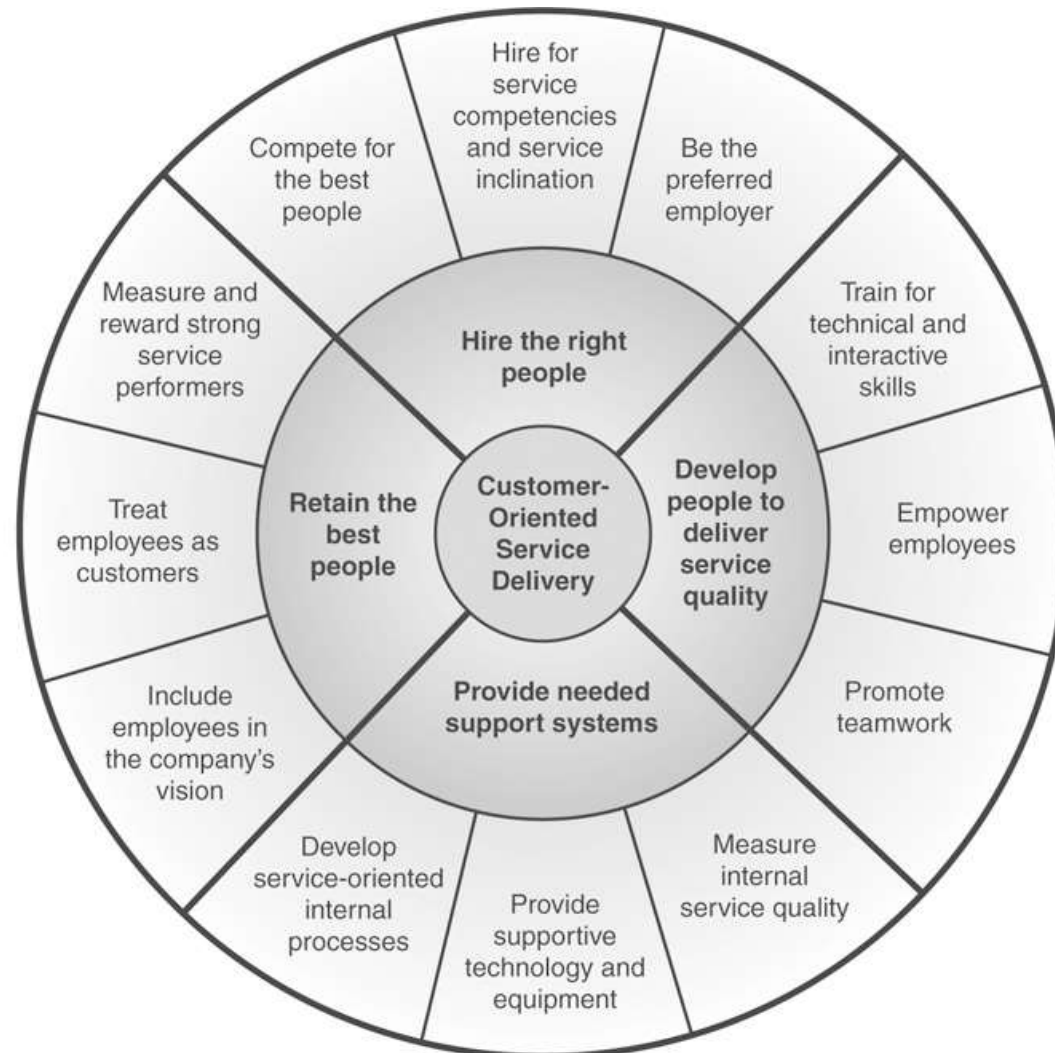 Hire for
service
competencies
and service
inclination
Compete for
the best
people
Be the
preferred
employer
Measure and
reward strong
service
performers
Train for
technical and
interactive
skills
Hire the right
people
Treat
employees as
customers
Retain the
best
people
Customer-
Oriented
Service
Delivery
Develop
people to
deliver
service
quality
Empower
employees
Include
employees in
the company’s
vision
Provide needed
support systems
Promote
teamwork
Develop
service-oriented
internal
processes
Provide
supportive
technology and
equipment
Measure
internal
service quality